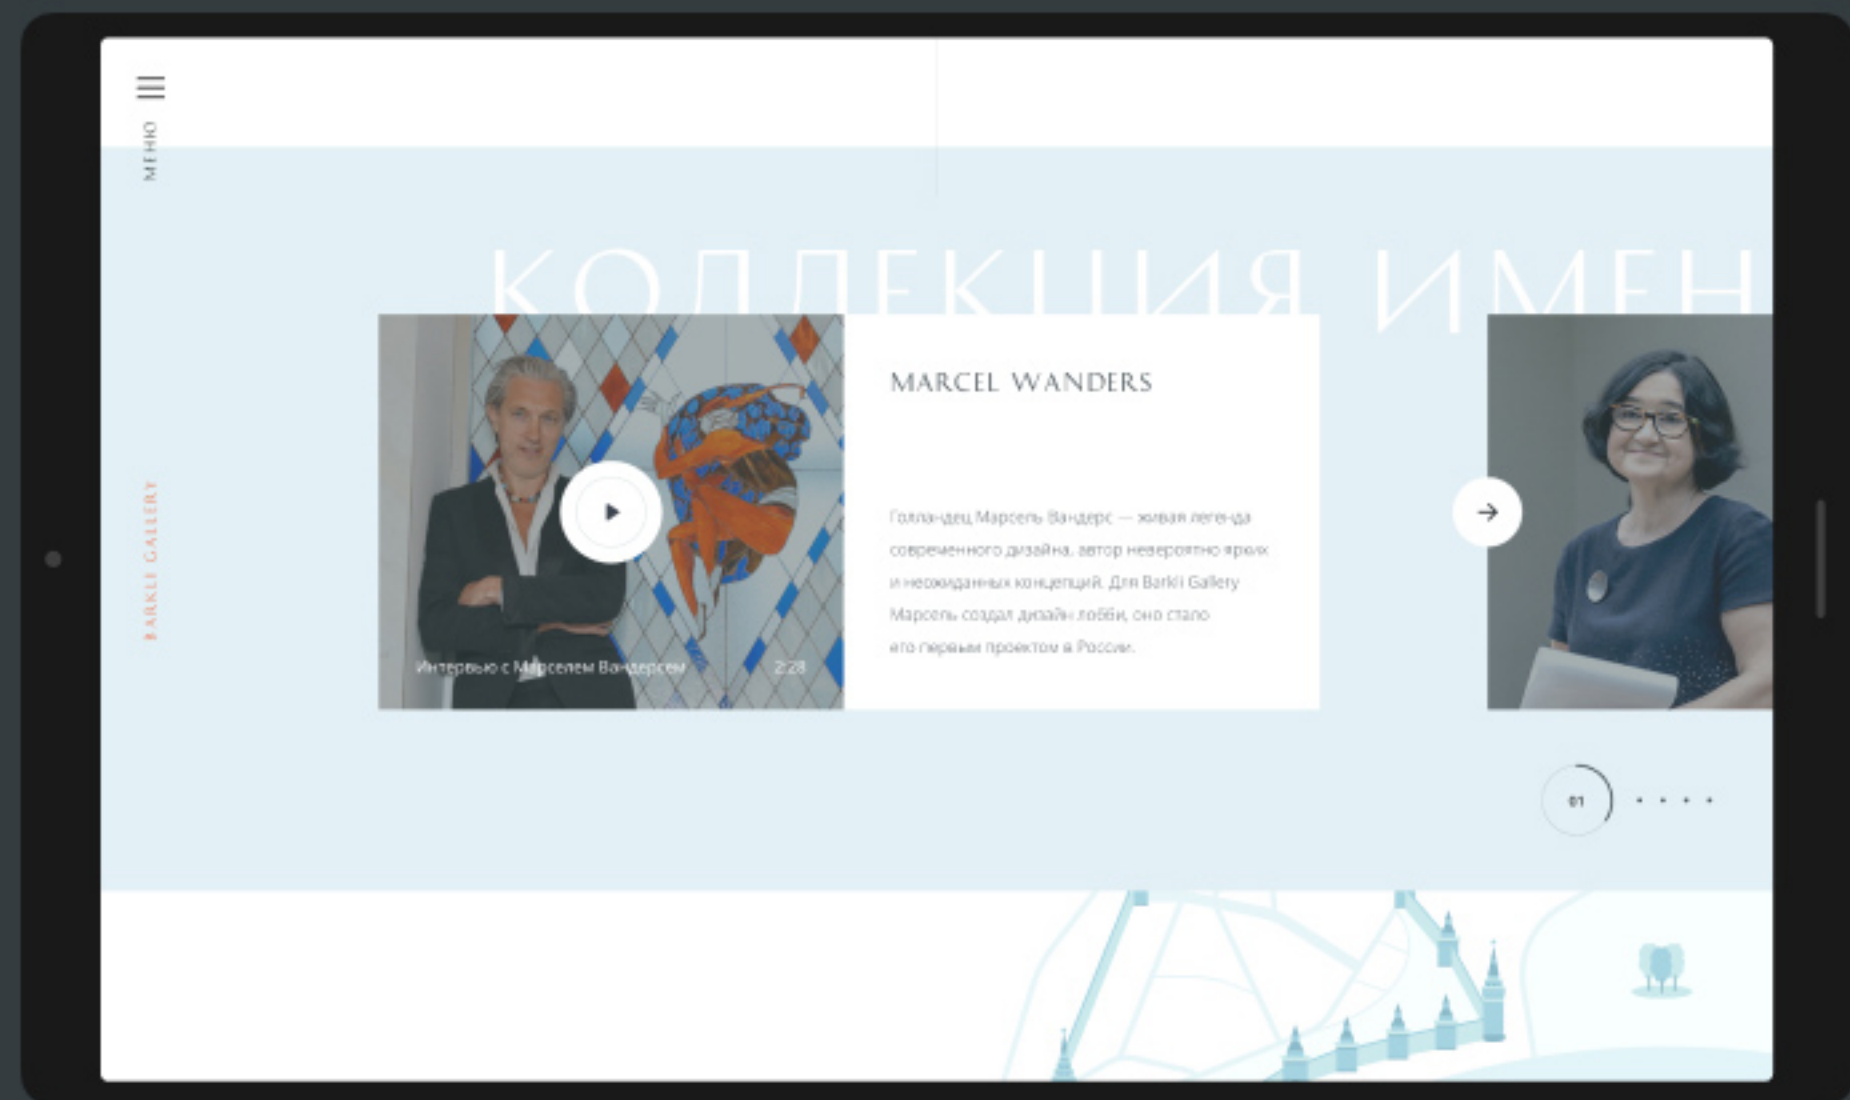 МЕНЮ
КОЛЛЕКЦИЯ ИМЕН
MARCEL WANDERS
Голландец Марсель Вандерс — живая легенда
современного дизайна, автор невероятно ярких
и неожиданных концепций. Для Barkli Gallery
Марсель создал дизайн лобби, оно стало
его первым проектом в России.
Интервью с Марселем Вандерсем
2:28
BARKLI GALLERY
01